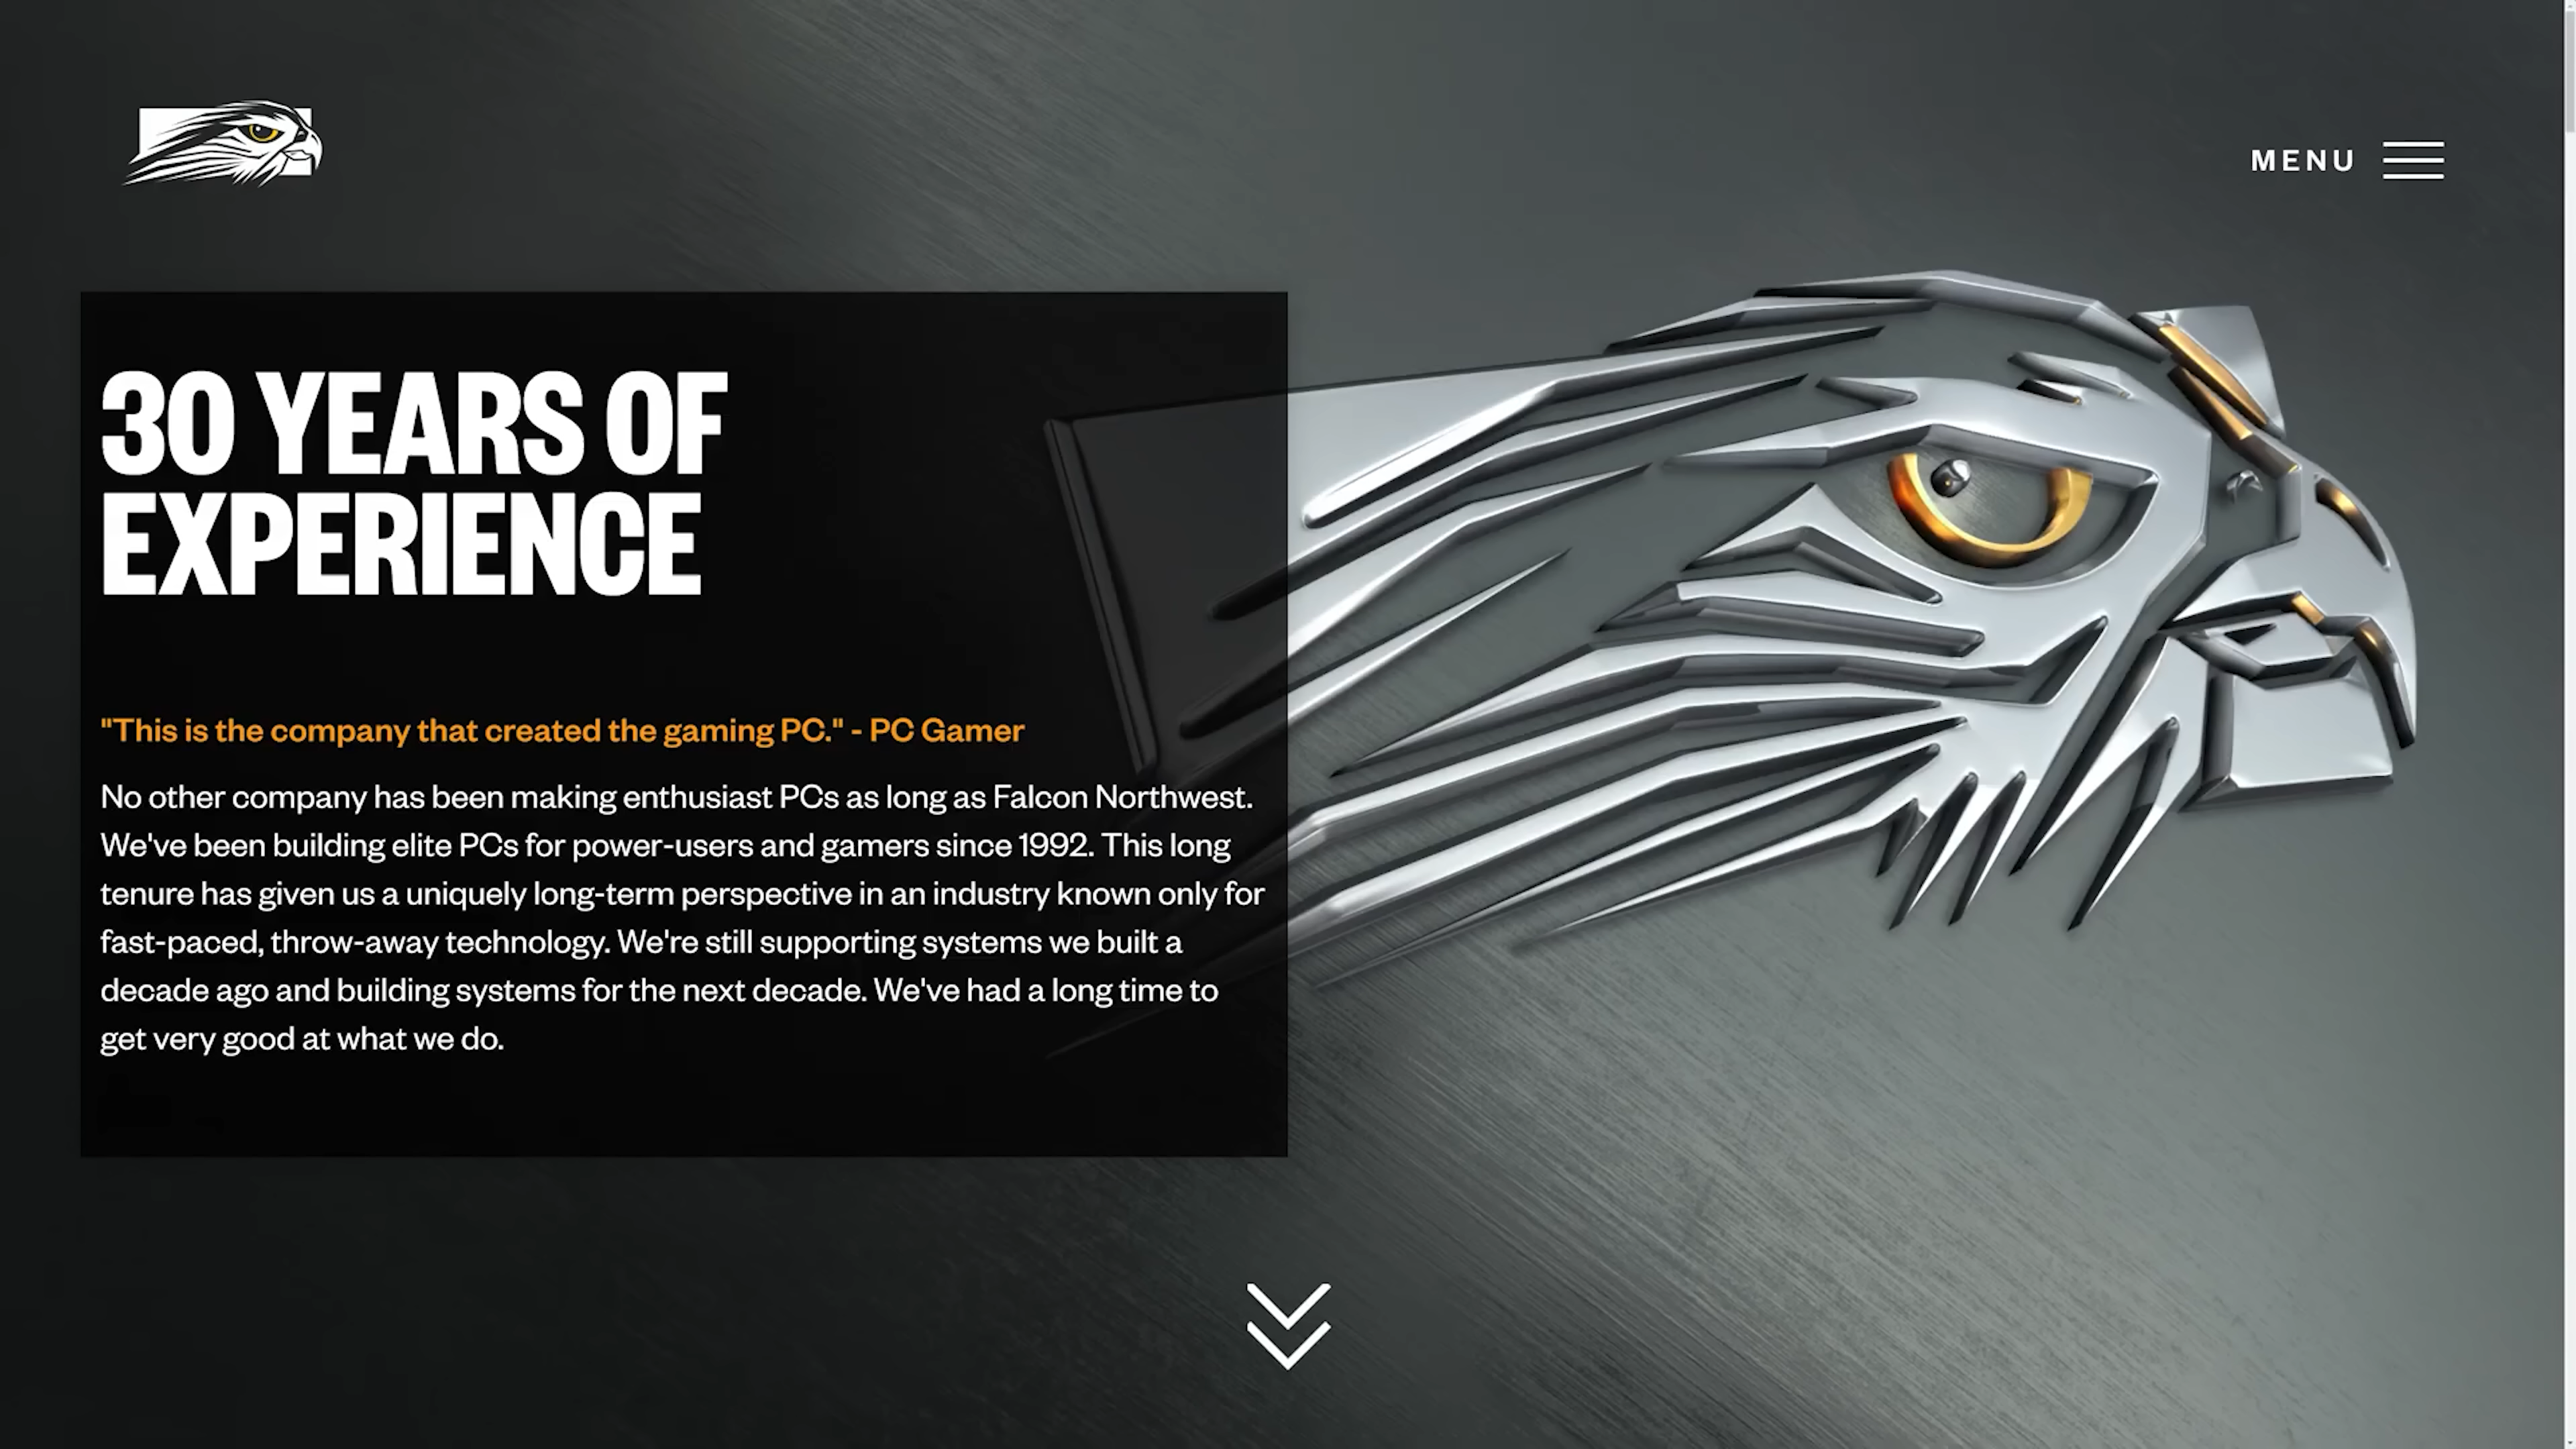 MENU
30 YEARS OF
EXPERIENCE
"This is the company that created the gaming PC." - PC Gamer
No other company has been making enthusiast PCs as long as Falcon Northwest.
We've been building elite PCs for power-users and gamers since 1992. This long
tenure has given us a uniquely long-term perspective in an industry known only for
fast-paced, throw-away technology. We're still supporting systems we built a
decade ago and building systems for the next decade. We've had a long time to
get very good at what we do.